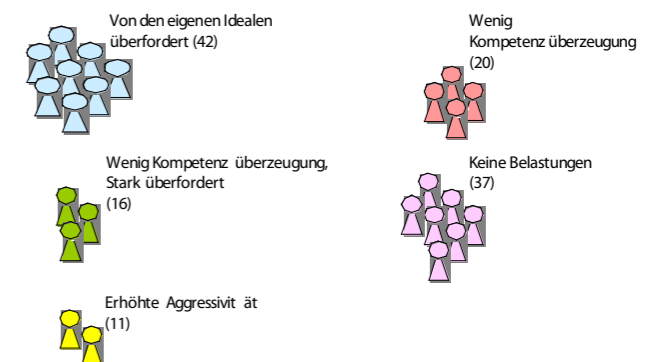 Von den eigenen Idealen
überfordert (42)
Wenig
Kompetenz überzeugung
(20)
Wenig Kompetenz überzeugung,
Stark überfordert
(16)
Keine Belastungen
(37)
Erhöhte Aggressivit ät
(11)